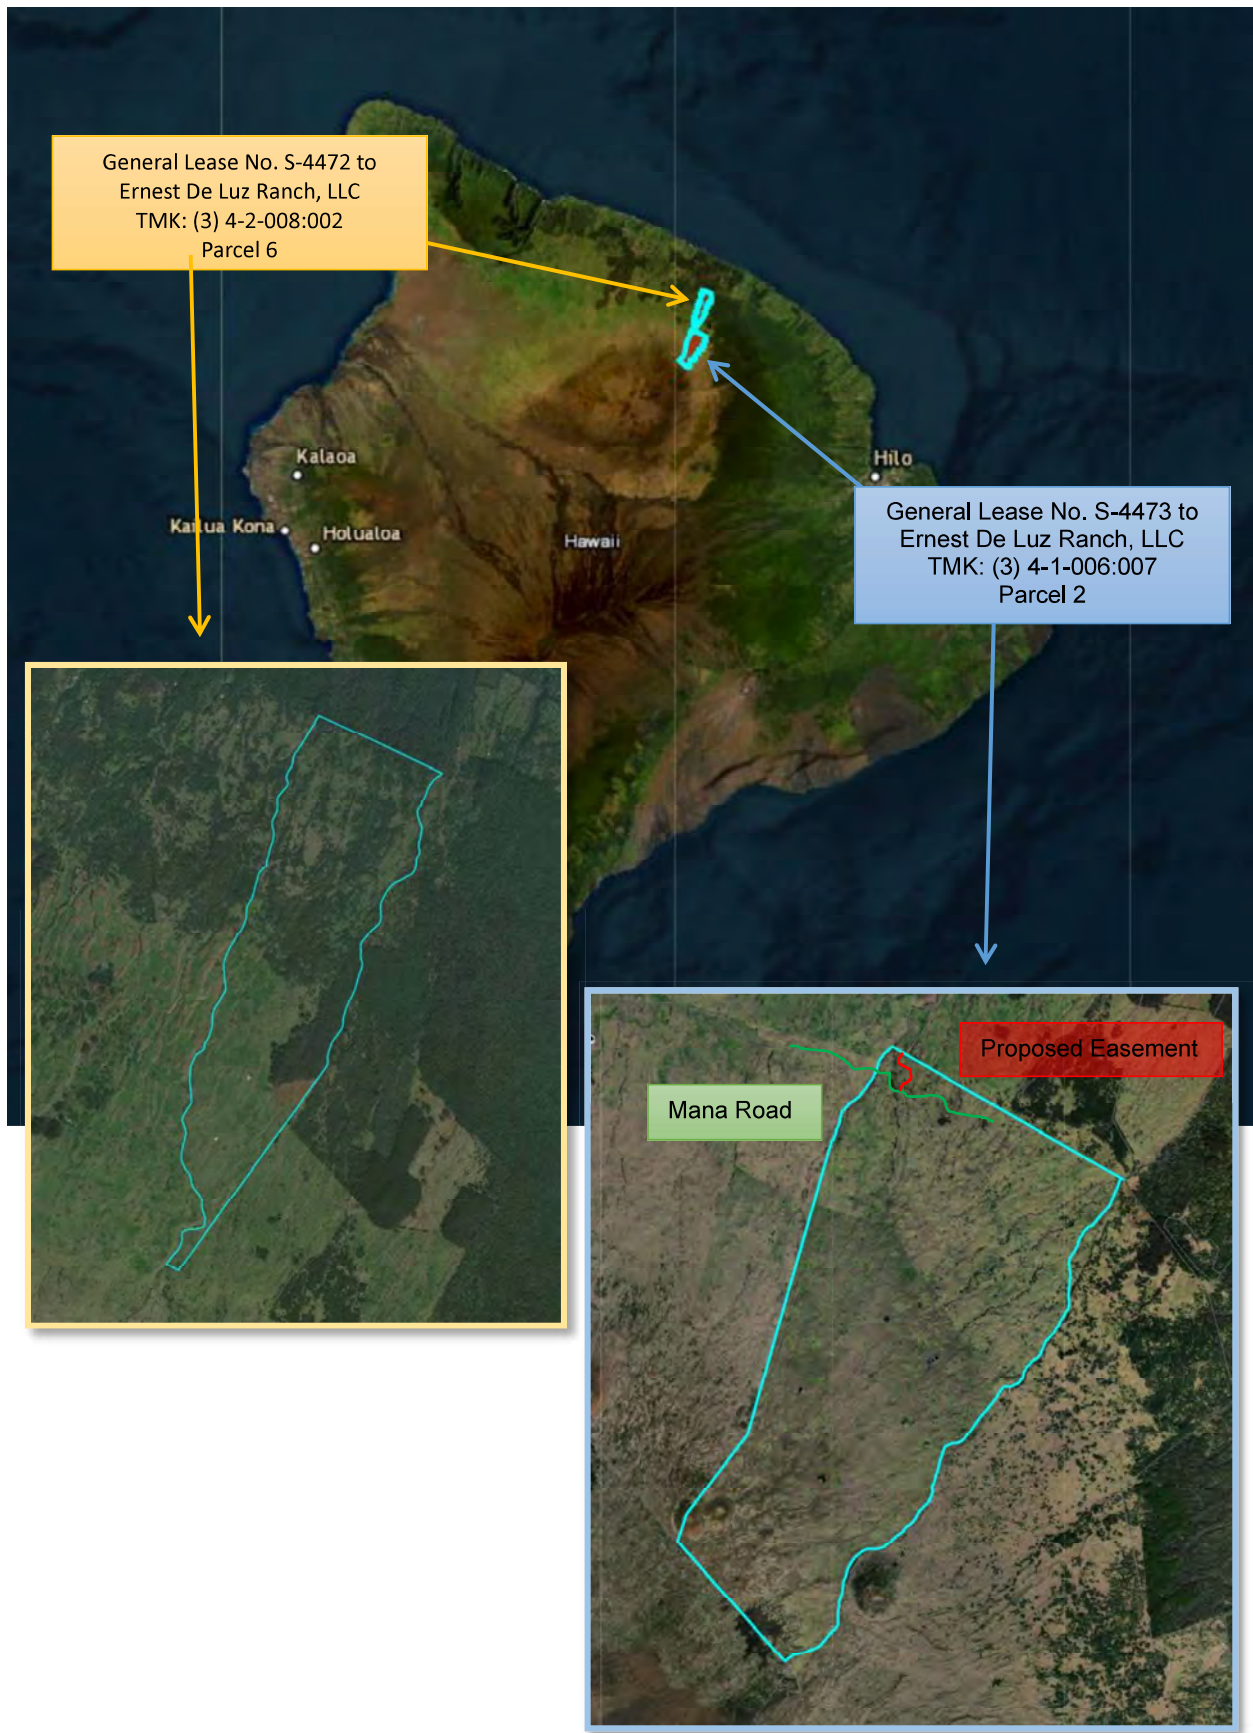 General Lease No. S-4472 to
Ernest De Luz Ranch, LLC
TMK: (3) 4-2-008:002
Parcel 6
Kalaoa
Hilo
Kailua Kona
Holualoa
Hawaii
General Lease No. S-4473 to
Ernest De Luz Ranch, LLC
TMK: (3) 4-1-006:007
Parcel 2
Proposed Easement
Mana Road